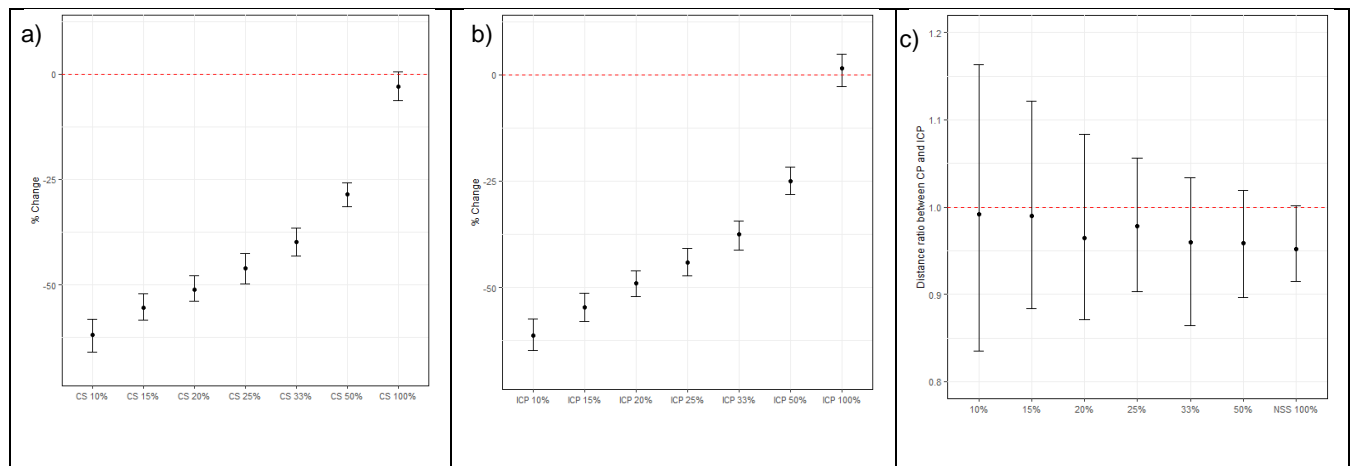 a)
% Change
0
-25
-50
CS 10% CS 15% CS 20% CS 25% CS 33% CS 50% CS 100%
b)
% Change
0
-25
-50
ICP 10% ICP 15% ICP 20% ICP 25% ICP 33% ICP 50% ICP 100%
c)
Distance ratio between CP and ICP
1.2
1.1
1.0
0.9
0.8
10% 15% 20% 25% 33% 50% NSS 100%